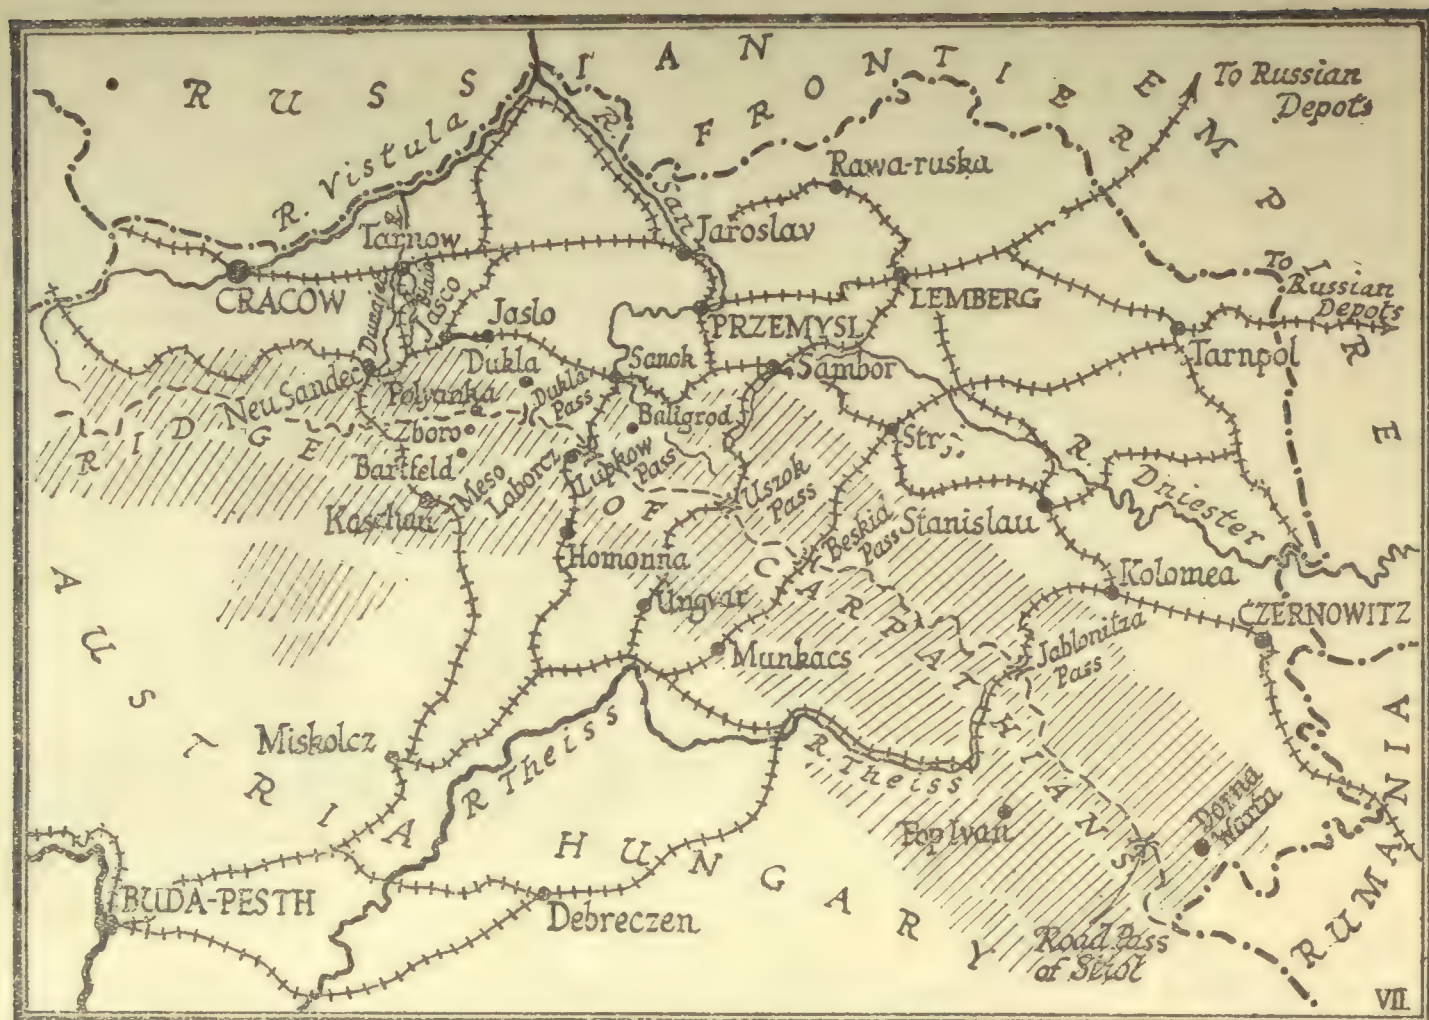 RUSSIAN FRONTIER
EMPIRE
To Russian
Depots
R. Vistula
R. San
Rawa-ruska
Tarnow
Jaroslav
CRACOW
LEMBERG
To
Russian
Depots
Dunajec
Biala
Jasco
Jaslo
PRZEMYSL
Tarnpol
Dukla
Sanok
Sambor
Neu Sandec
Polyanka
Dukla
Pass
Baligrod
RIDGE OF CARPATHIANS
Zboro
Stry
Bartfeld
Meso
Laborcz
Lupkow
Pass
Uszok
Pass
R. Dniester
Kaschau
Beskid
Pass
Stanislau
Homonna
Kolomea
Ungvar
CZERNOWITZ
Jablonitza
Pass
Munkacs
AUSTRIA
Miskolcz
R Theiss
R. Theiss
RUMANIA
Dorna
Watra
Pop Ivan
HUNGARY
BUDA-PESTH
Debreczen
Road Pass
of Strol
VII.